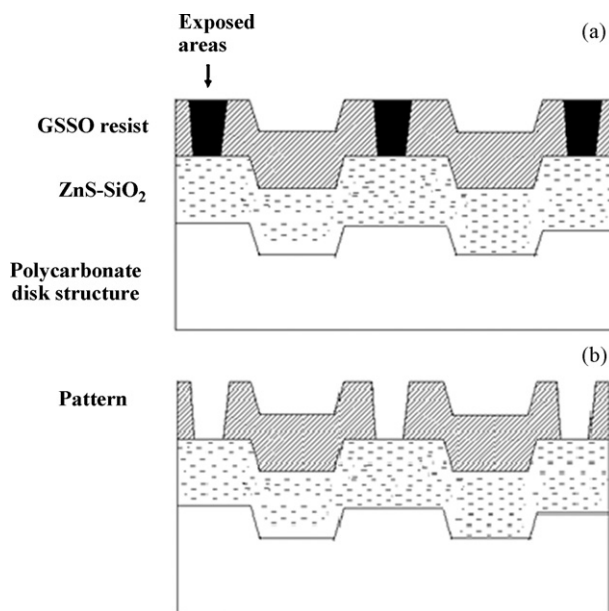 Exposed
areas
(a)
GSSO resist
ZnS-SiO₂
Polycarbonate
disk structure
(b)
Pattern